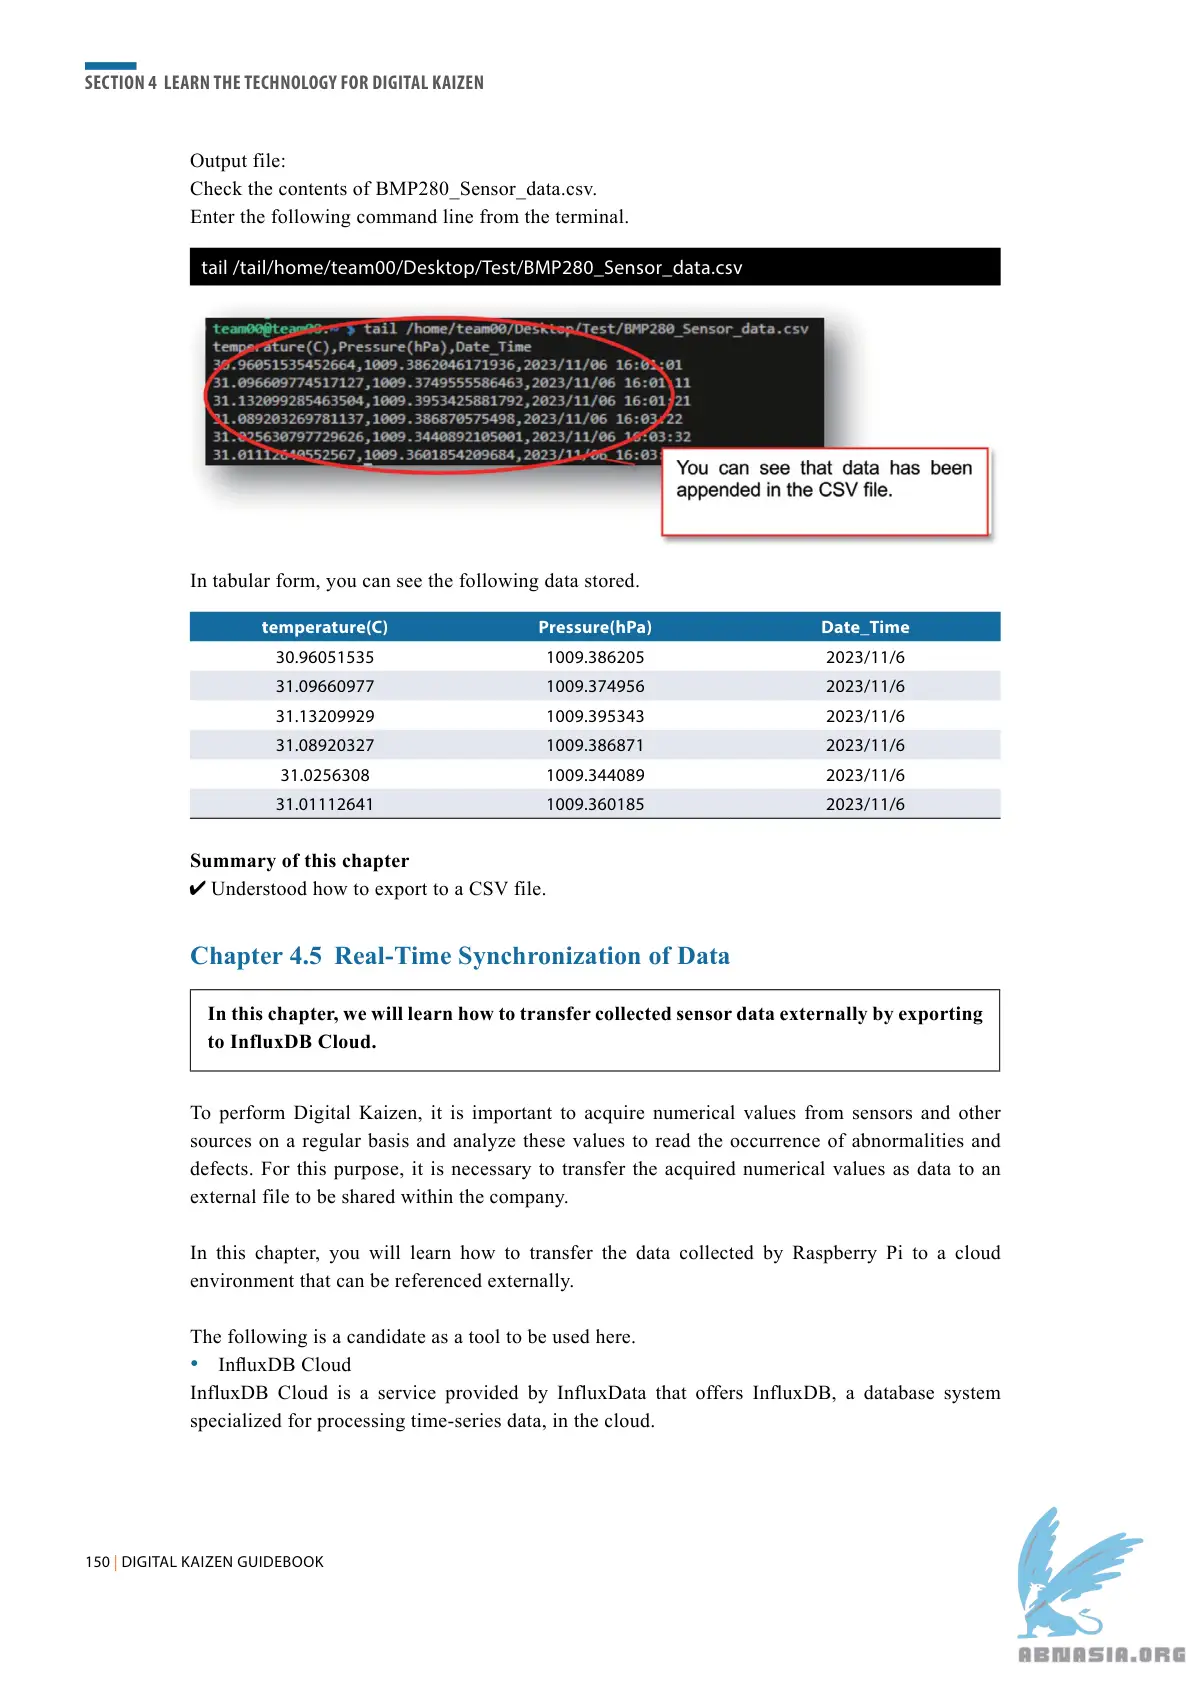 SECTION 4 LEARN THE TECHNOLOGY FOR DIGITAL KAIZEN
Output file:
Check the contents of BMP280_Sensor_data.csv.
Enter the following command line from the terminal.
tail /tail/home/team00/Desktop/Test/BMP280_Sensor_data.csv
team00@team00:~ $ tail /home/team00/Desktop/Test/BMP280_Sensor_data.csv
temperature(C),Pressure(hPa),Date_Time
30.96051535452664,1009.3862046171936,2023/11/06 16:01:01
31.096609774517127,1009.3749555586463,2023/11/06 16:01:11
31.132099285463504,1009.3953425881792,2023/11/06 16:01:21
31.089203269781137,1009.386870575498,2023/11/06 16:03:22
31.025630797729626,1009.3440892105001,2023/11/06 16:03:32
31.01112640552567,1009.3601854209684,2023/11/06 16:03:
You can see that data has been
appended in the CSV file.
In tabular form, you can see the following data stored.
temperature(C) Pressure(hPa) Date_Time
30.96051535 1009.386205 2023/11/6
31.09660977 1009.374956 2023/11/6
31.13209929 1009.395343 2023/11/6
31.08920327 1009.386871 2023/11/6
31.0256308 1009.344089 2023/11/6
31.01112641 1009.360185 2023/11/6
Summary of this chapter
✔ Understood how to export to a CSV file.
Chapter 4.5 Real-Time Synchronization of Data
In this chapter, we will learn how to transfer collected sensor data externally by exporting
to InfluxDB Cloud.
To perform Digital Kaizen, it is important to acquire numerical values from sensors and other
sources on a regular basis and analyze these values to read the occurrence of abnormalities and
defects. For this purpose, it is necessary to transfer the acquired numerical values as data to an
external file to be shared within the company.
In this chapter, you will learn how to transfer the data collected by Raspberry Pi to a cloud
environment that can be referenced externally.
The following is a candidate as a tool to be used here.
• InfluxDB Cloud
InfluxDB Cloud is a service provided by InfluxData that offers InfluxDB, a database system
specialized for processing time-series data, in the cloud.
150 | DIGITAL KAIZEN GUIDEBOOK
ABNASIA.ORG